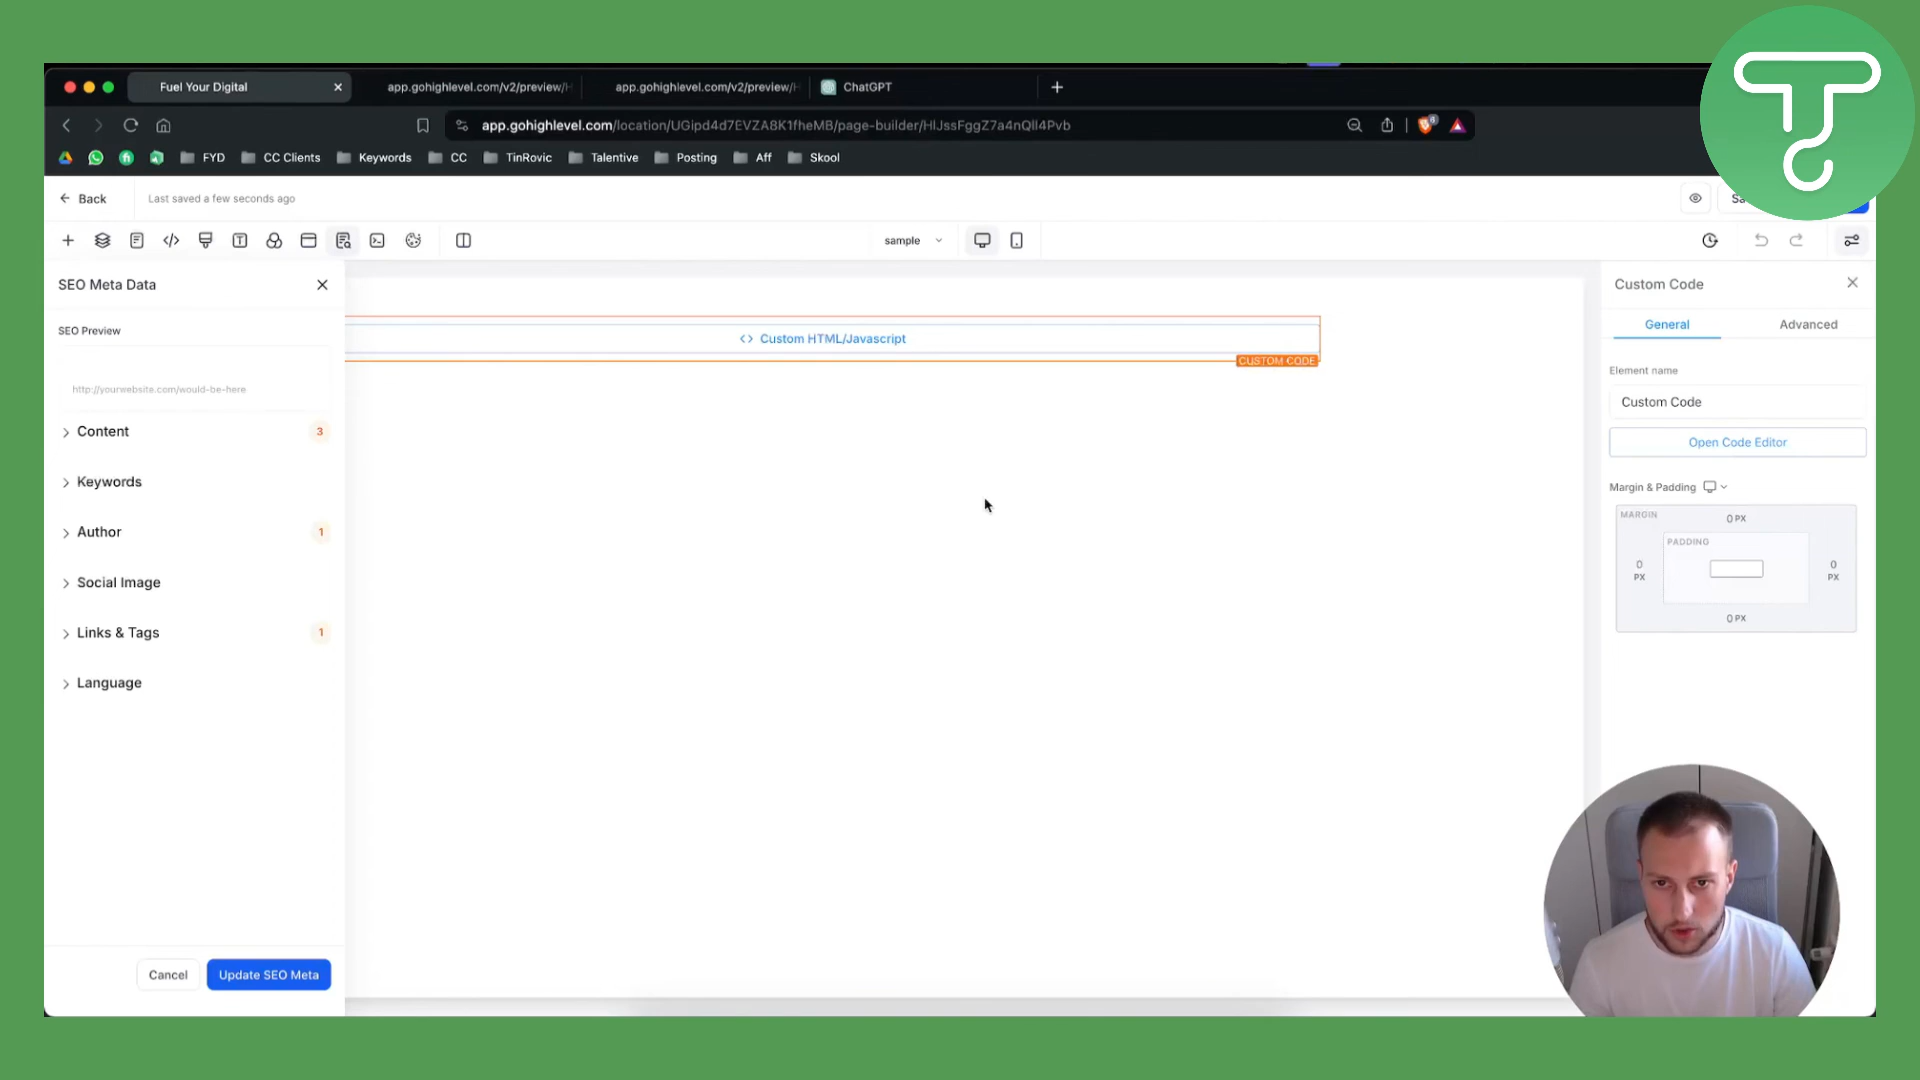 Fuel Your Digital
app.gohighlevel.com/v2/preview/H
app.gohighlevel.com/v2/preview/H
ChatGPT
app.gohighlevel.com/location/UGipd4d7EVZA8K1fheMB/page-builder/HlJssFggZ7a4nQll4Pvb
FYD
CC Clients
Keywords
CC
TinRovic
Talentive
Posting
Aff
Skool
Back
Last saved a few seconds ago
sample
SEO Meta Data
SEO Preview
http://yourwebsite.com/would-be-here
Content 3
Keywords
Author 1
Social Image
Links & Tags 1
Language
Cancel
Update SEO Meta
Custom HTML/Javascript
CUSTOM CODE
Custom Code
General
Advanced
Element name
Custom Code
Open Code Editor
Margin & Padding
MARGIN
0 PX
PADDING
0 PX
0 PX
0 PX